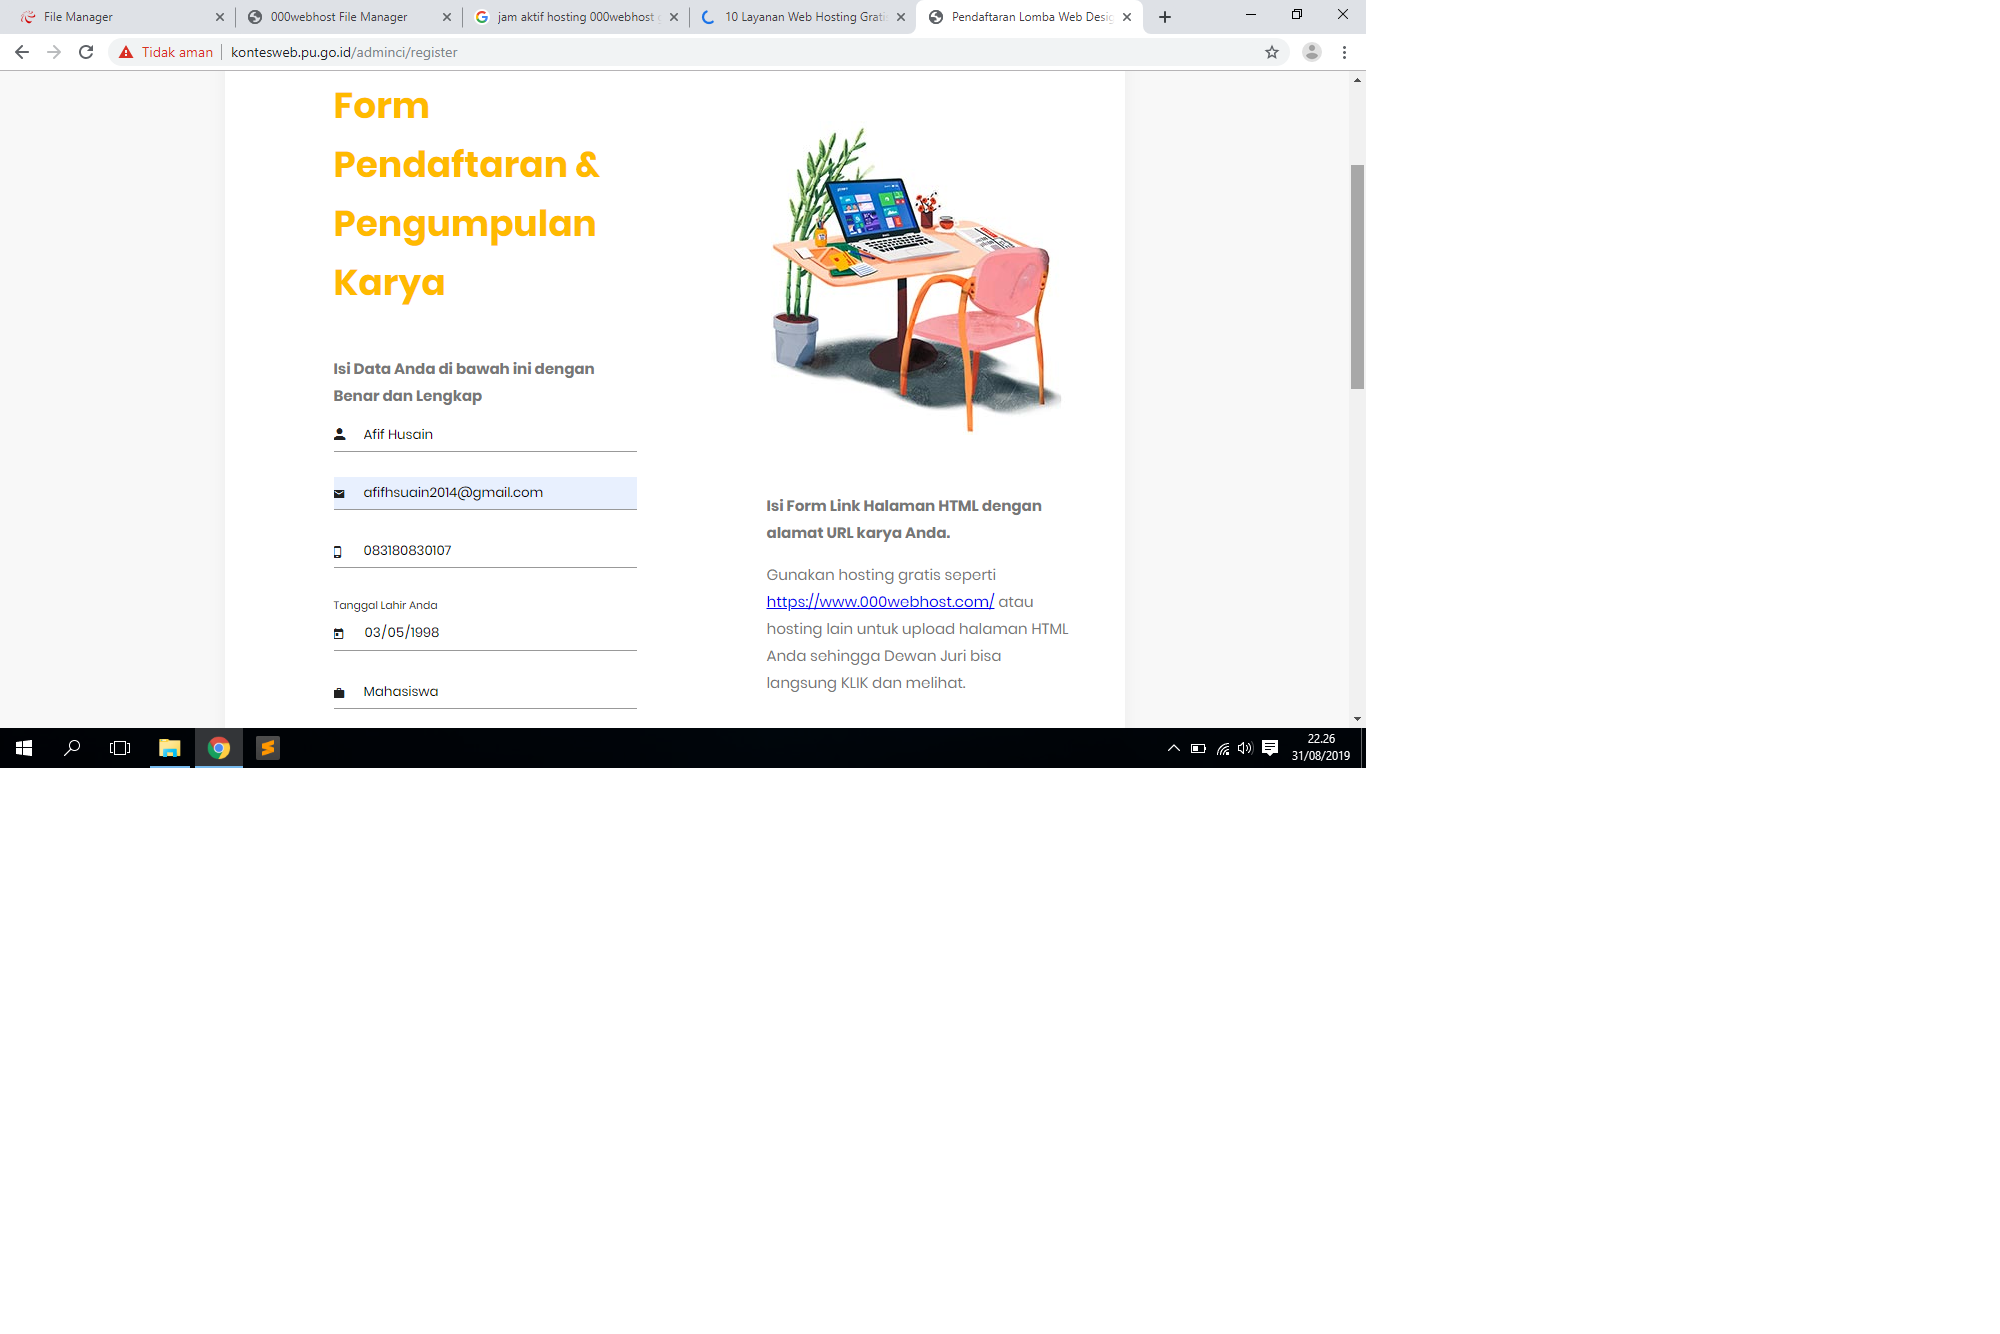 File Manager
000webhost File Manager
jam aktif hosting 000webhost
10 Layanan Web Hosting Grati
Pendaftaran Lomba Web Desig
Tidak aman
kontesweb.pu.go.id/adminci/register
Form
Pendaftaran &
Pengumpulan
Karya
Isi Data Anda di bawah ini dengan
Benar dan Lengkap
Afif Husain
afifhsuain2014@gmail.com
083180830107
Tanggal Lahir Anda
03/05/1998
Mahasiswa
Isi Form Link Halaman HTML dengan
alamat URL karya Anda.
Gunakan hosting gratis seperti
https://www.000webhost.com/ atau
hosting lain untuk upload halaman HTML
Anda sehingga Dewan Juri bisa
langsung KLIK dan melihat.
22.26
31/08/2019